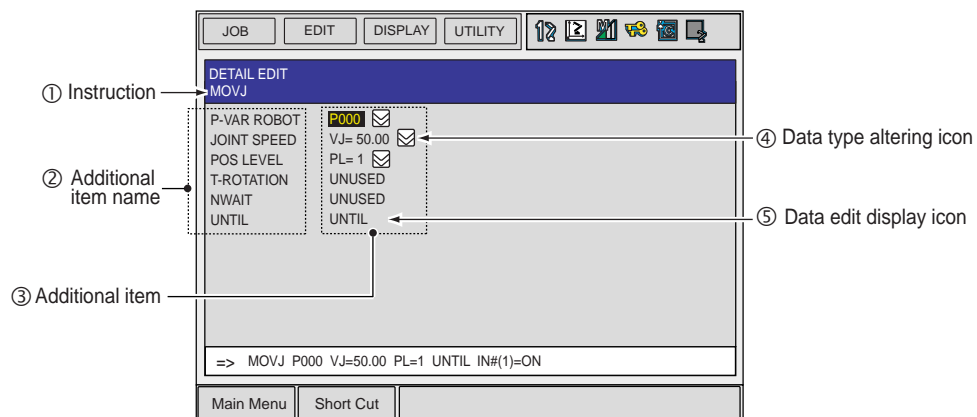 JOB EDIT DISPLAY UTILITY
DETAIL EDIT
① Instruction
MOVJ
P-VAR ROBOT P000
JOINT SPEED VJ= 50.00
④ Data type altering icon
POS LEVEL PL= 1
② Additional item name
T-ROTATION UNUSED
NWAIT UNUSED
UNTIL UNTIL
⑤ Data edit display icon
③ Additional item
=> MOVJ P000 VJ=50.00 PL=1 UNTIL IN#(1)=ON
Main Menu Short Cut